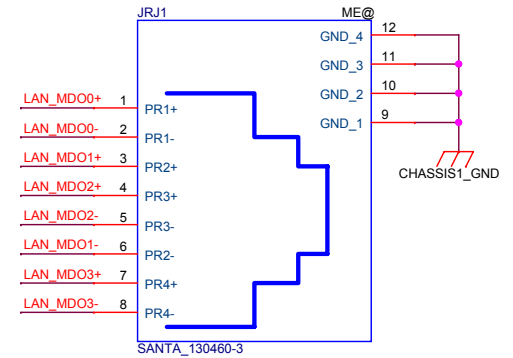 JRJ1 ME@
GND_4 12
GND_3 11
GND_2 10
GND_1 9
CHASSIS1_GND
LAN_MDO0+ 1 PR1+
LAN_MDO0- 2 PR1-
LAN_MDO1+ 3 PR2+
LAN_MDO2+ 4 PR3+
LAN_MDO2- 5 PR3-
LAN_MDO1- 6 PR2-
LAN_MDO3+ 7 PR4+
LAN_MDO3- 8 PR4-
SANTA_130460-3